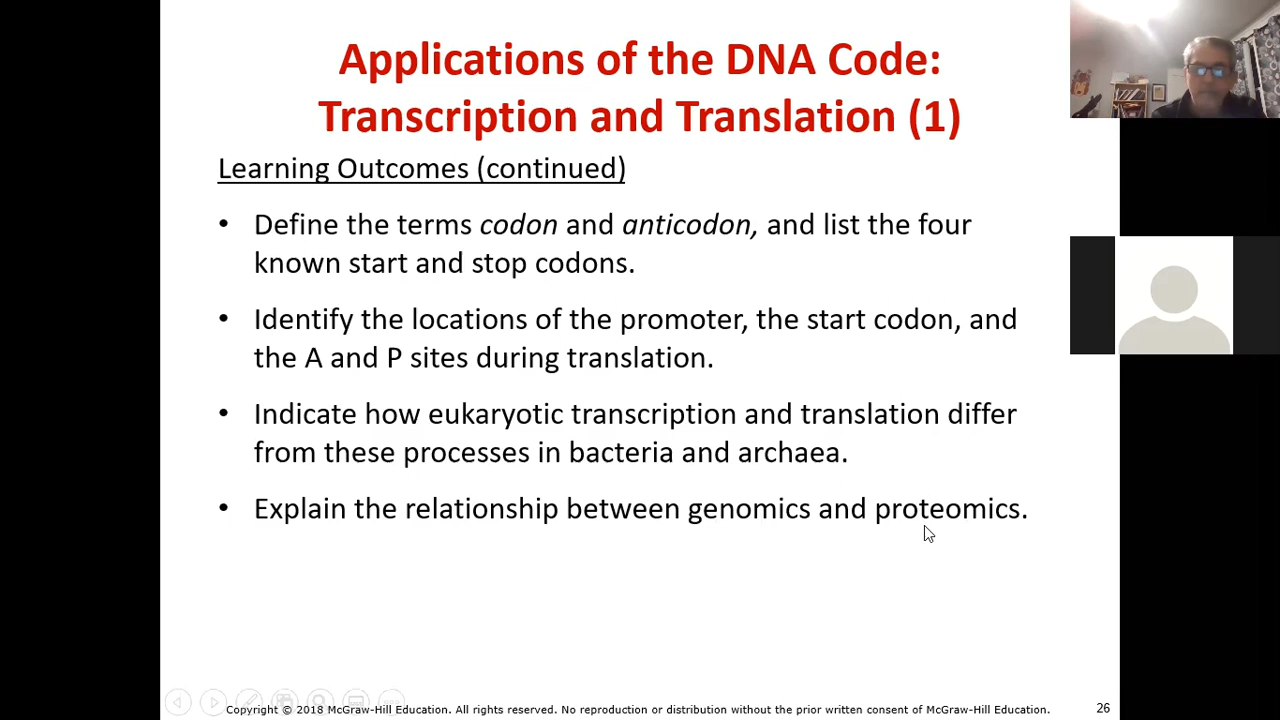 Applications of the DNA Code:
Transcription and Translation (1)
Learning Outcomes (continued)
• Define the terms codon and anticodon, and list the four
known start and stop codons.
• Identify the locations of the promoter, the start codon, and
the A and P sites during translation.
• Indicate how eukaryotic transcription and translation differ
from these processes in bacteria and archaea.
• Explain the relationship between genomics and proteomics.
Copyright © 2018 McGraw-Hill Education. All rights reserved. No reproduction or distribution without the prior written consent of McGraw-Hill Education.
26